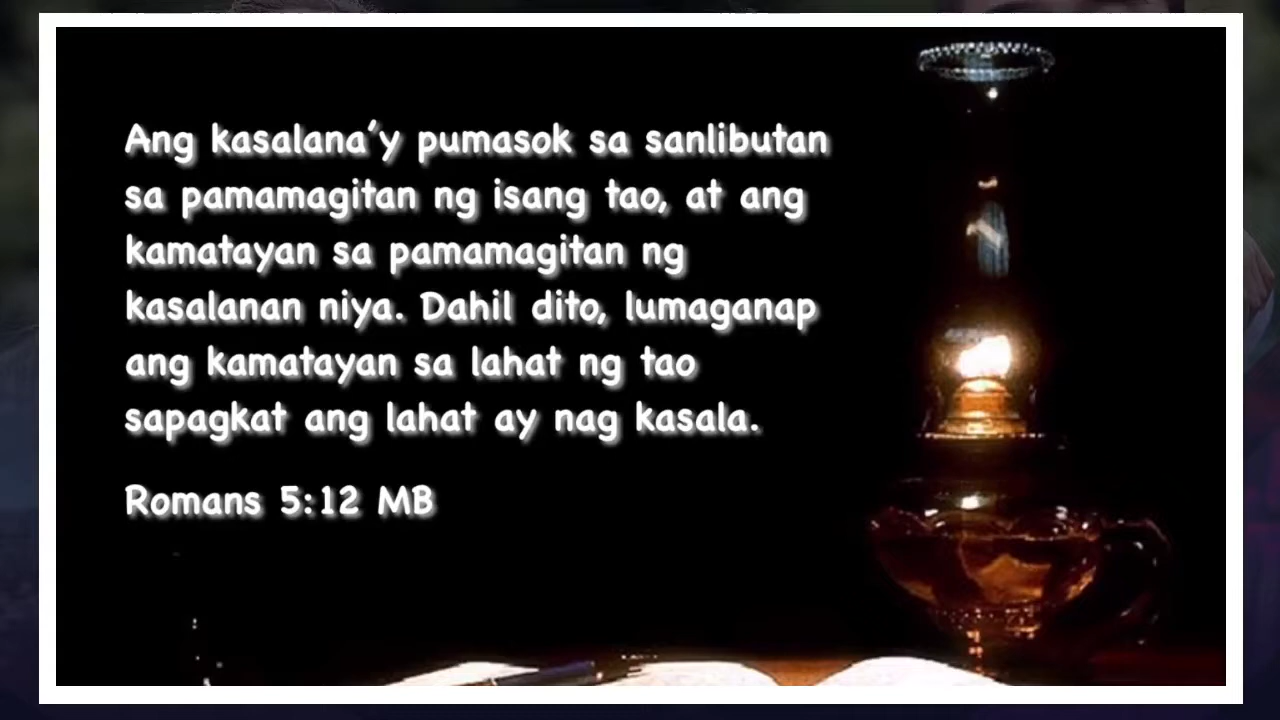 Ang kasalana'y pumasok sa sanlibutan
sa pamamagitan ng isang tao, at ang
kamatayan sa pamamagitan ng
kasalanan niya. Dahil dito, lumaganap
ang kamatayan sa lahat ng tao
sapagkat ang lahat ay nag kasala.
Romans 5:12 MB